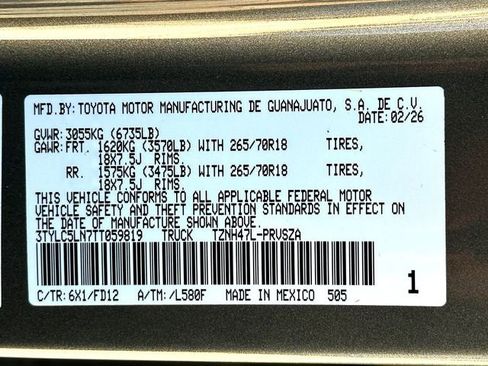 MFD.BY:TOYOTA MOTOR MANUFACTURING DE GUANAJUATO, S.A. DE C.V.
DATE:02/26
GVWR:3055KG (6735LB)
GAWR:FRT. 1620KG (3570LB) WITH 265/70R18 TIRES,
18X7.5J RIMS.
RR. 1575KG (3475LB) WITH 265/70R18 TIRES,
18X7.5J RIMS.
THIS VEHICLE CONFORMS TO ALL APPLICABLE FEDERAL MOTOR
VEHICLE SAFETY AND THEFT PREVENTION STANDARDS IN EFFECT ON
THE DATE OF MANUFACTURE SHOWN ABOVE.
3TYLC5LN7TT059819 TRUCK TZNH47L-PRVSZA
1
C/TR:6X1/FD12 A/TM:/L580F MADE IN MEXICO 505